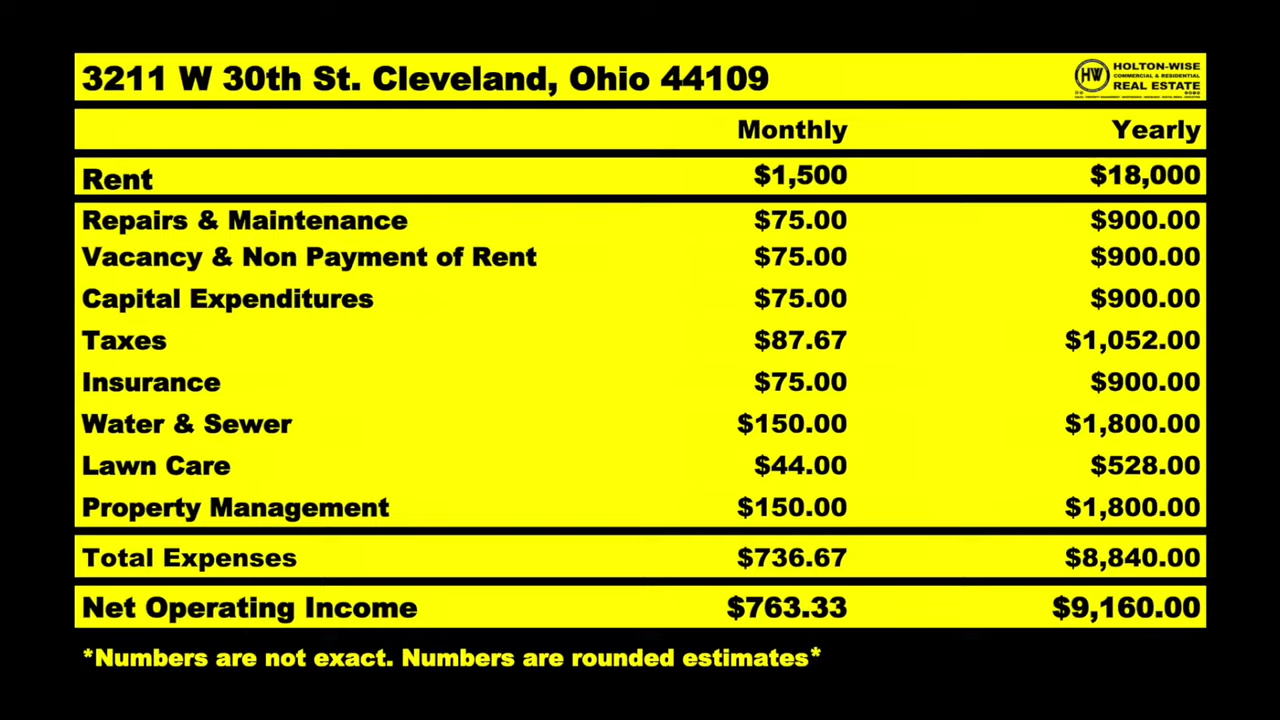 3211 W 30th St. Cleveland, Ohio 44109
HW HOLTON-WISE
COMMERCIAL & RESIDENTIAL
REAL ESTATE
Monthly Yearly
Rent $1,500 $18,000
Repairs & Maintenance $75.00 $900.00
Vacancy & Non Payment of Rent $75.00 $900.00
Capital Expenditures $75.00 $900.00
Taxes $87.67 $1,052.00
Insurance $75.00 $900.00
Water & Sewer $150.00 $1,800.00
Lawn Care $44.00 $528.00
Property Management $150.00 $1,800.00
Total Expenses $736.67 $8,840.00
Net Operating Income $763.33 $9,160.00
*Numbers are not exact. Numbers are rounded estimates*